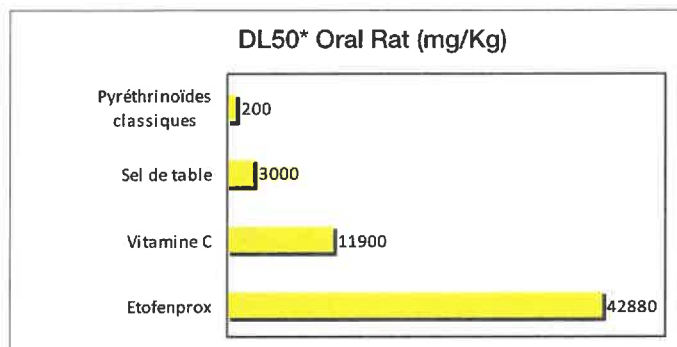 DL50* Oral Rat (mg/Kg)
Pyréthrinoïdes
classiques
200
Sel de table
3000
Vitamine C
11900
Etofenprox
42880